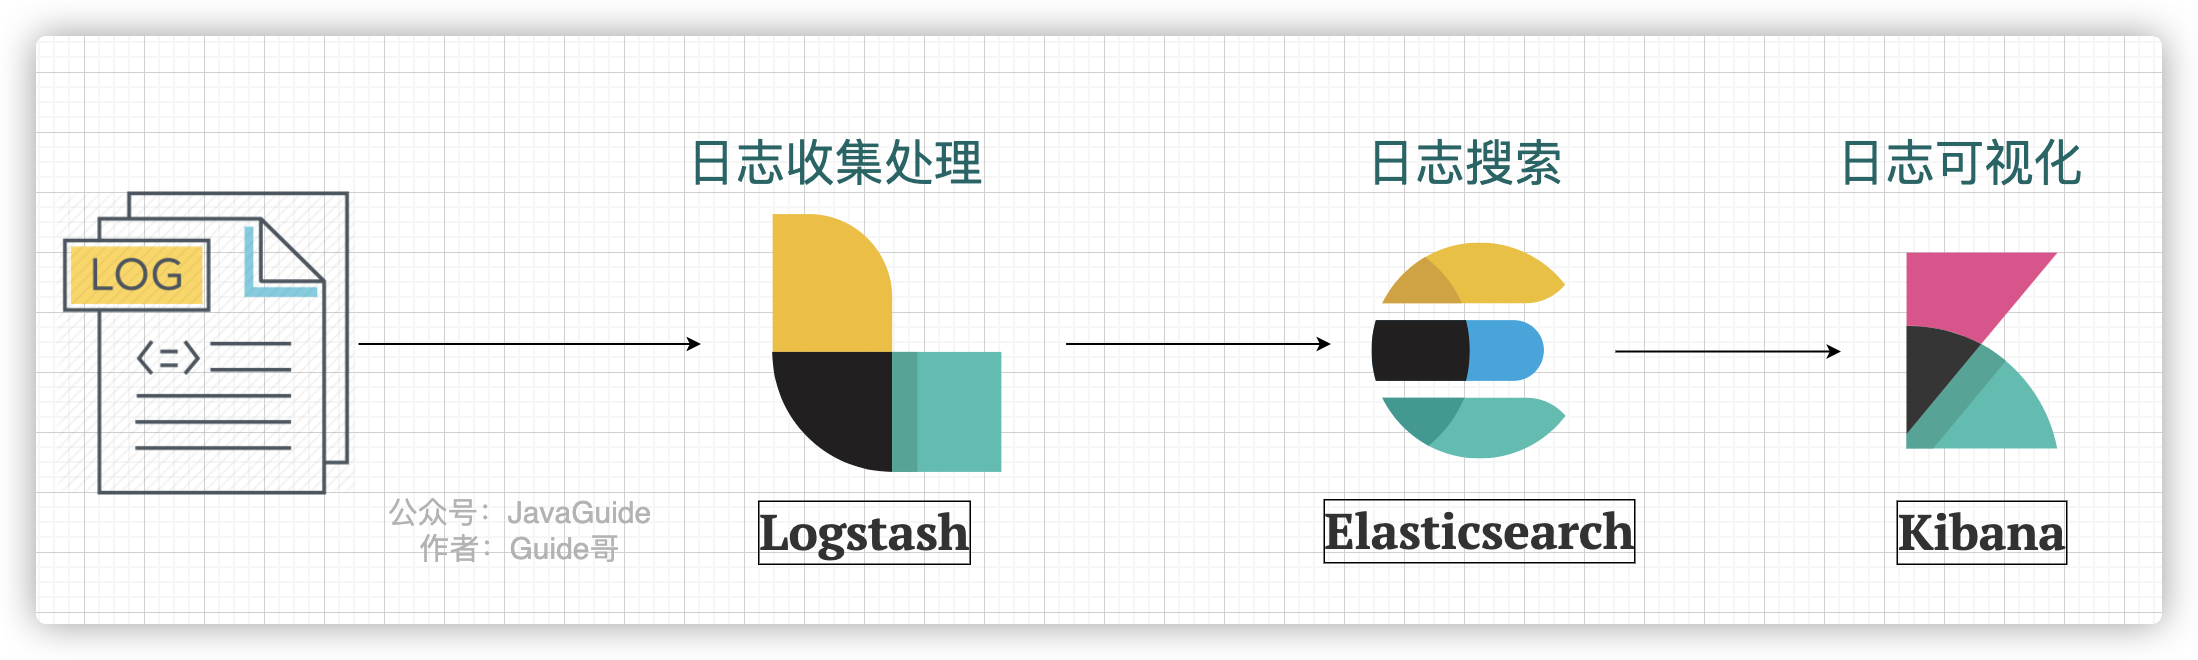 日志收集处理
日志搜索
日志可视化
LOG
<=>
Logstash
Elasticsearch
Kibana
公众号：JavaGuide
作者：Guide哥